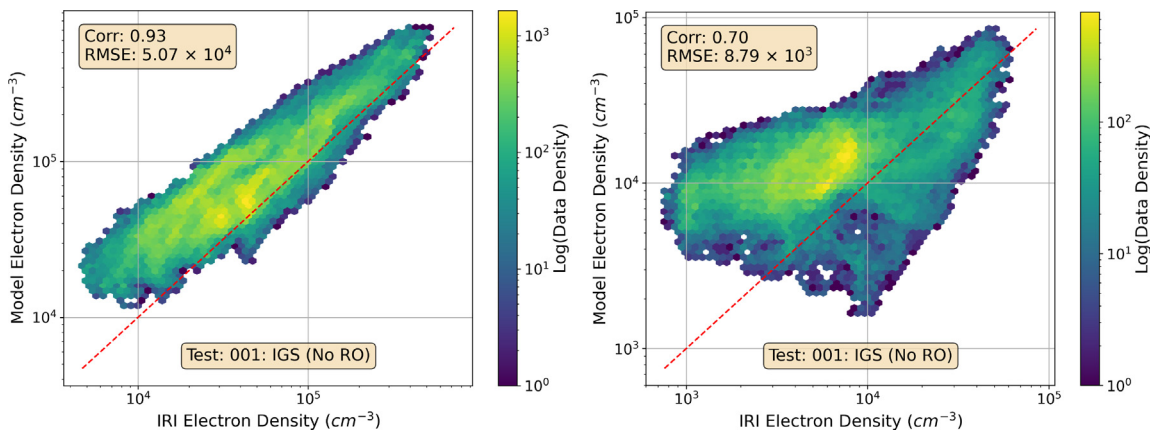 Corr: 0.93
RMSE: 5.07 × 10⁴
Model Electron Density (cm⁻³)
10⁵
10⁴
Test: 001: IGS (No RO)
10⁴
10⁵
IRI Electron Density (cm⁻³)
10³
10²
10¹
10⁰
Log(Data Density)
Corr: 0.70
RMSE: 8.79 × 10³
Model Electron Density (cm⁻³)
10⁵
10⁴
10³
Test: 001: IGS (No RO)
10³
10⁴
10⁵
IRI Electron Density (cm⁻³)
10²
10¹
10⁰
Log(Data Density)